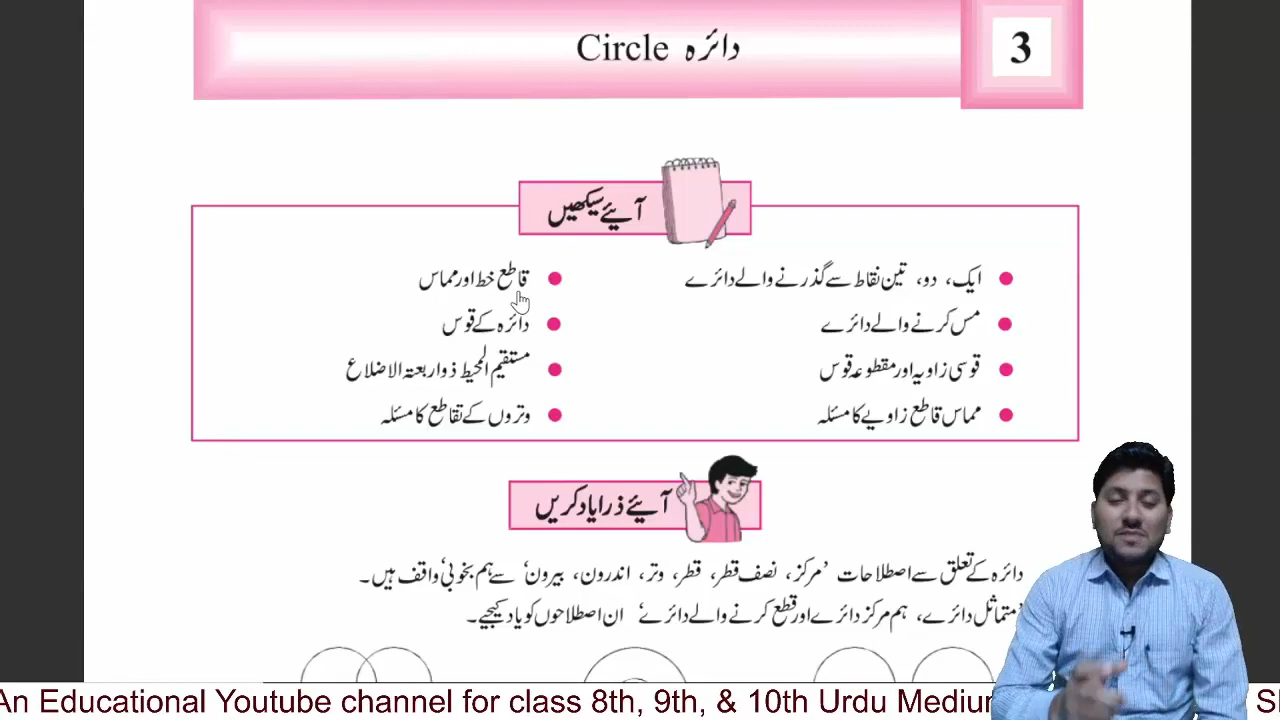 دائرہ Circle
3
آیئے سیکھیں
ایک، دو، تین نقاط سے گذرنے والے دائرے
قاطع خط اور مماس
مس کرنے والے دائرے
دائرہ کے قوس
قوسی زاویہ اور مقطوعہ قوس
مستقیم المحیط ذواربعۃ الاضلاع
مماس قاطع زاویے کا مسئلہ
وتروں کے تقاطع کا مسئلہ
آیئے ذرا یاد کریں
دائرہ کے تعلق سے اصطلاحات ’مرکز، نصف قطر، قطر، وتر، اندرون، بیرون‘ سے ہم بخوبی واقف ہیں۔
’متماثل دائرے، ہم مرکز دائرے اور قطع کرنے والے دائرے‘ ان اصطلاحوں کو یاد کیجیے۔
An Educational Youtube channel for class 8th, 9th, & 10th Urdu